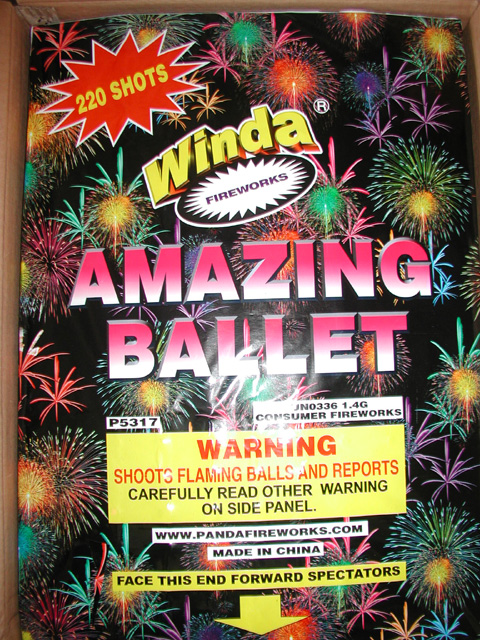 220 SHOTS
Winda®
FIREWORKS
AMAZING
BALLET
P5317
UN0336 1.4G
CONSUMER FIREWORKS
WARNING
SHOOTS FLAMING BALLS AND REPORTS
CAREFULLY READ OTHER WARNING
ON SIDE PANEL.
WWW.PANDAFIREWORKS.COM
MADE IN CHINA
FACE THIS END FORWARD SPECTATORS